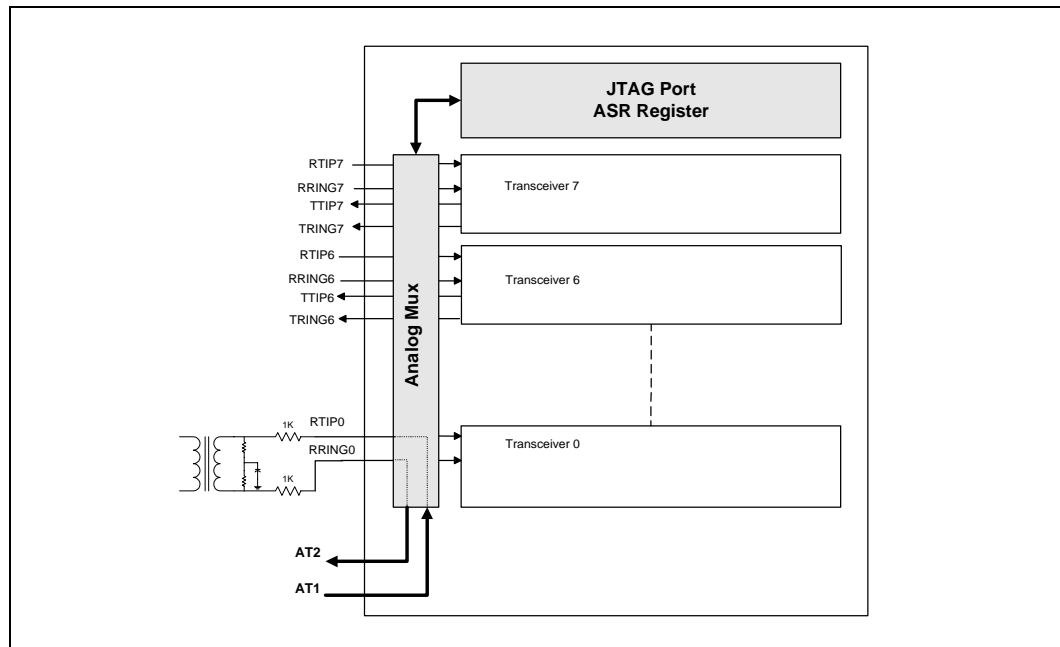 JTAG Port
ASR Register
RTIP7
RRING7
TTIP7
TRING7
Transceiver 7
RTIP6
RRING6
TTIP6
TRING6
Transceiver 6
Analog Mux
1K
RTIP0
RRING0
1K
Transceiver 0
AT2
AT1